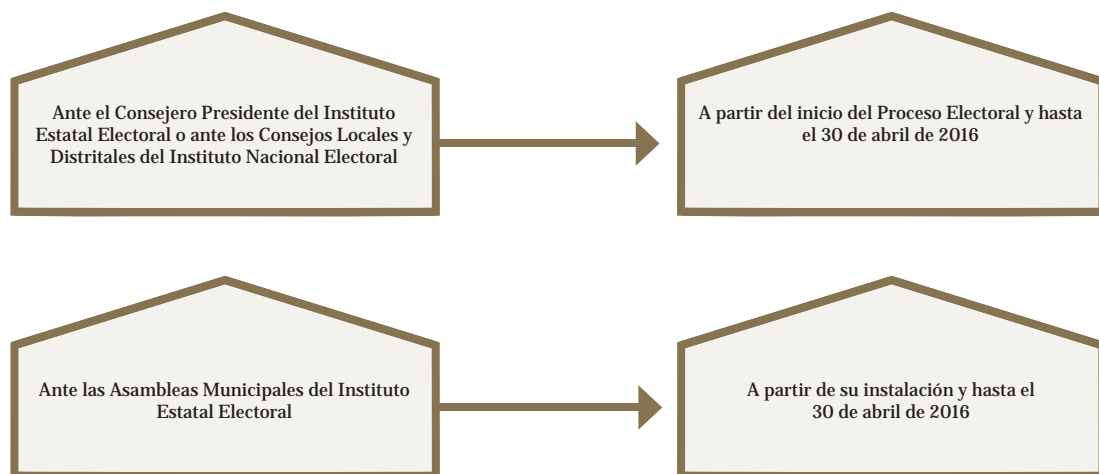 Ante el Consejero Presidente del Instituto
Estatal Electoral o ante los Consejos Locales y
Distritales del Instituto Nacional Electoral
A partir del inicio del Proceso Electoral y hasta
el 30 de abril de 2016
Ante las Asambleas Municipales del Instituto
Estatal Electoral
A partir de su instalación y hasta el
30 de abril de 2016